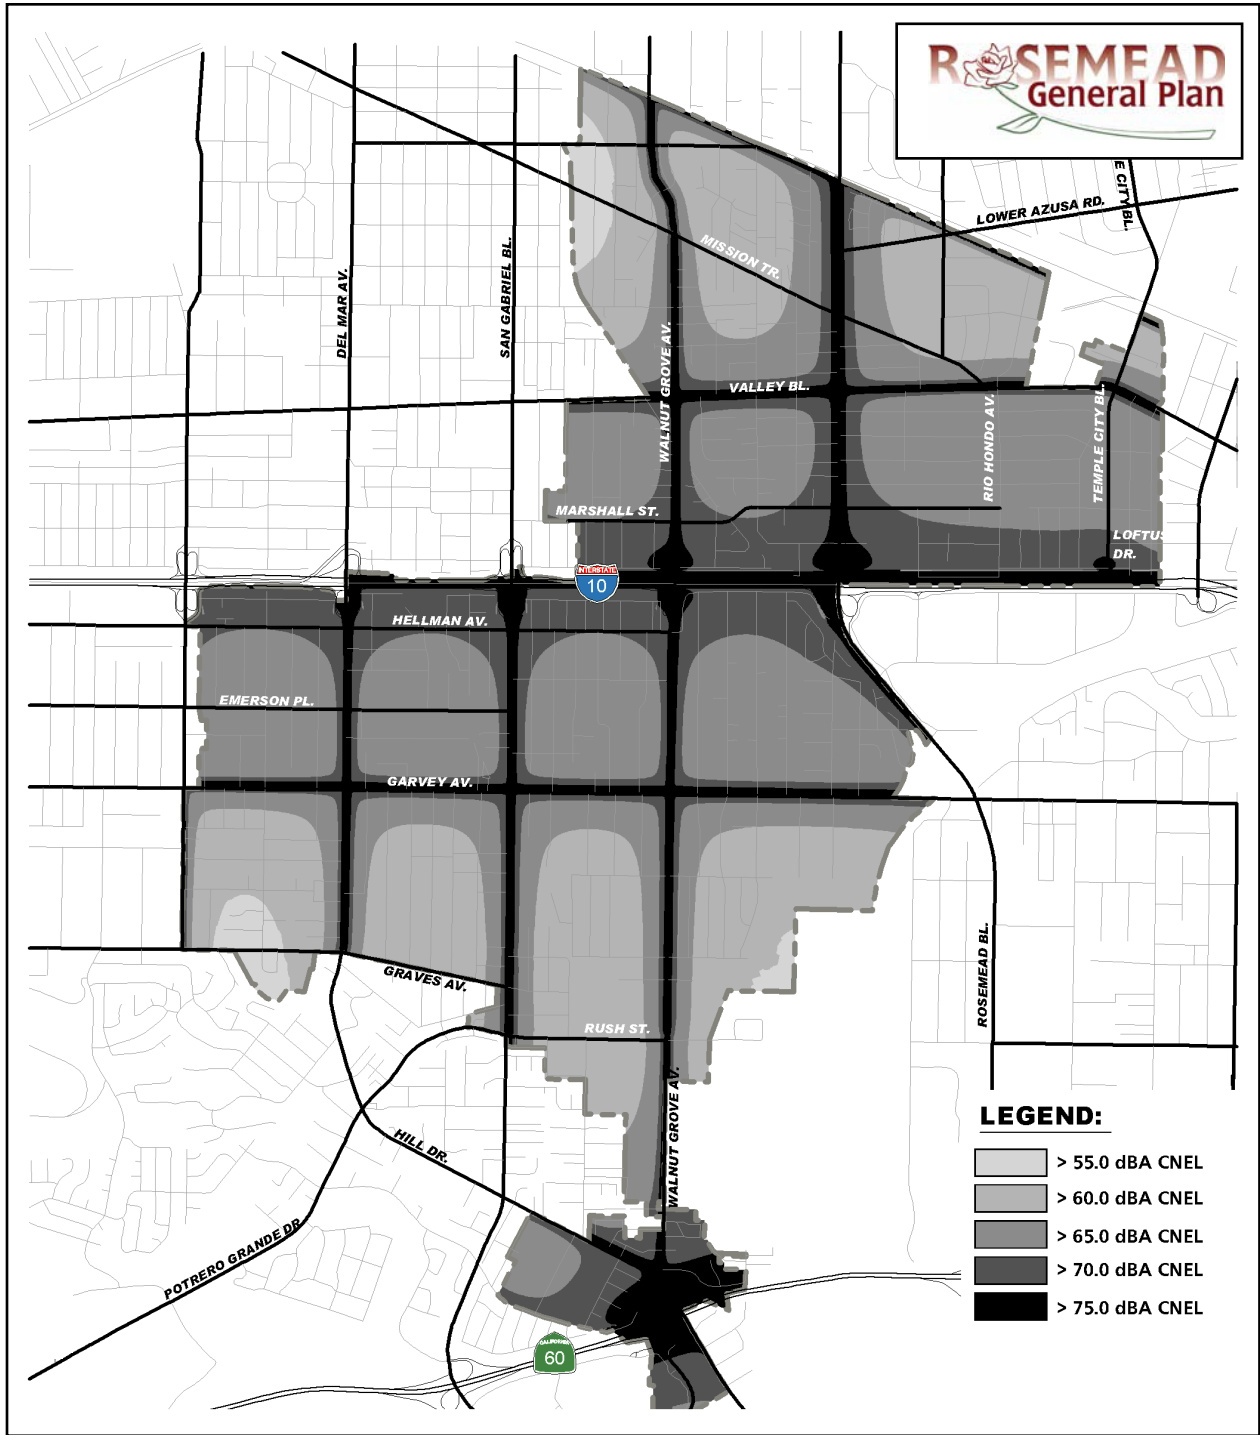 ROSEMEAD
General Plan
E CITY BL.
LOWER AZUSA RD.
MISSION TR.
DEL MAR AV.
SAN GABRIEL BL.
WALNUT GROVE AV.
VALLEY BL.
RIO HONDO AV.
TEMPLE CITY BL.
MARSHALL ST.
LOFTUS
DR.
INTERSTATE
10
HELLMAN AV.
EMERSON PL.
GARVEY AV.
GRAVES AV.
RUSH ST.
ROSEMEAD BL.
WALNUT GROVE AV.
HILL DR.
POTRERO GRANDE DR.
CALIFORNIA
60
LEGEND:
> 55.0 dBA CNEL
> 60.0 dBA CNEL
> 65.0 dBA CNEL
> 70.0 dBA CNEL
> 75.0 dBA CNEL